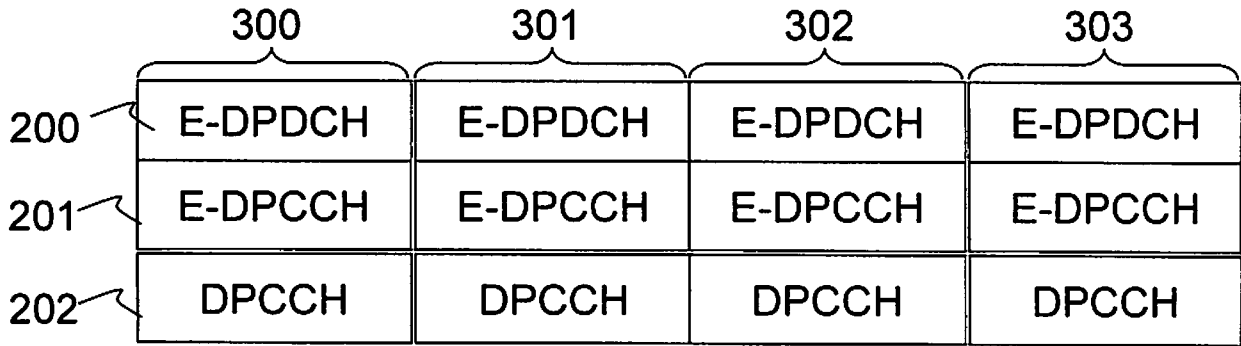 300 301 302 303
200 E-DPDCH E-DPDCH E-DPDCH E-DPDCH
201 E-DPCCH E-DPCCH E-DPCCH E-DPCCH
202 DPCCH DPCCH DPCCH DPCCH